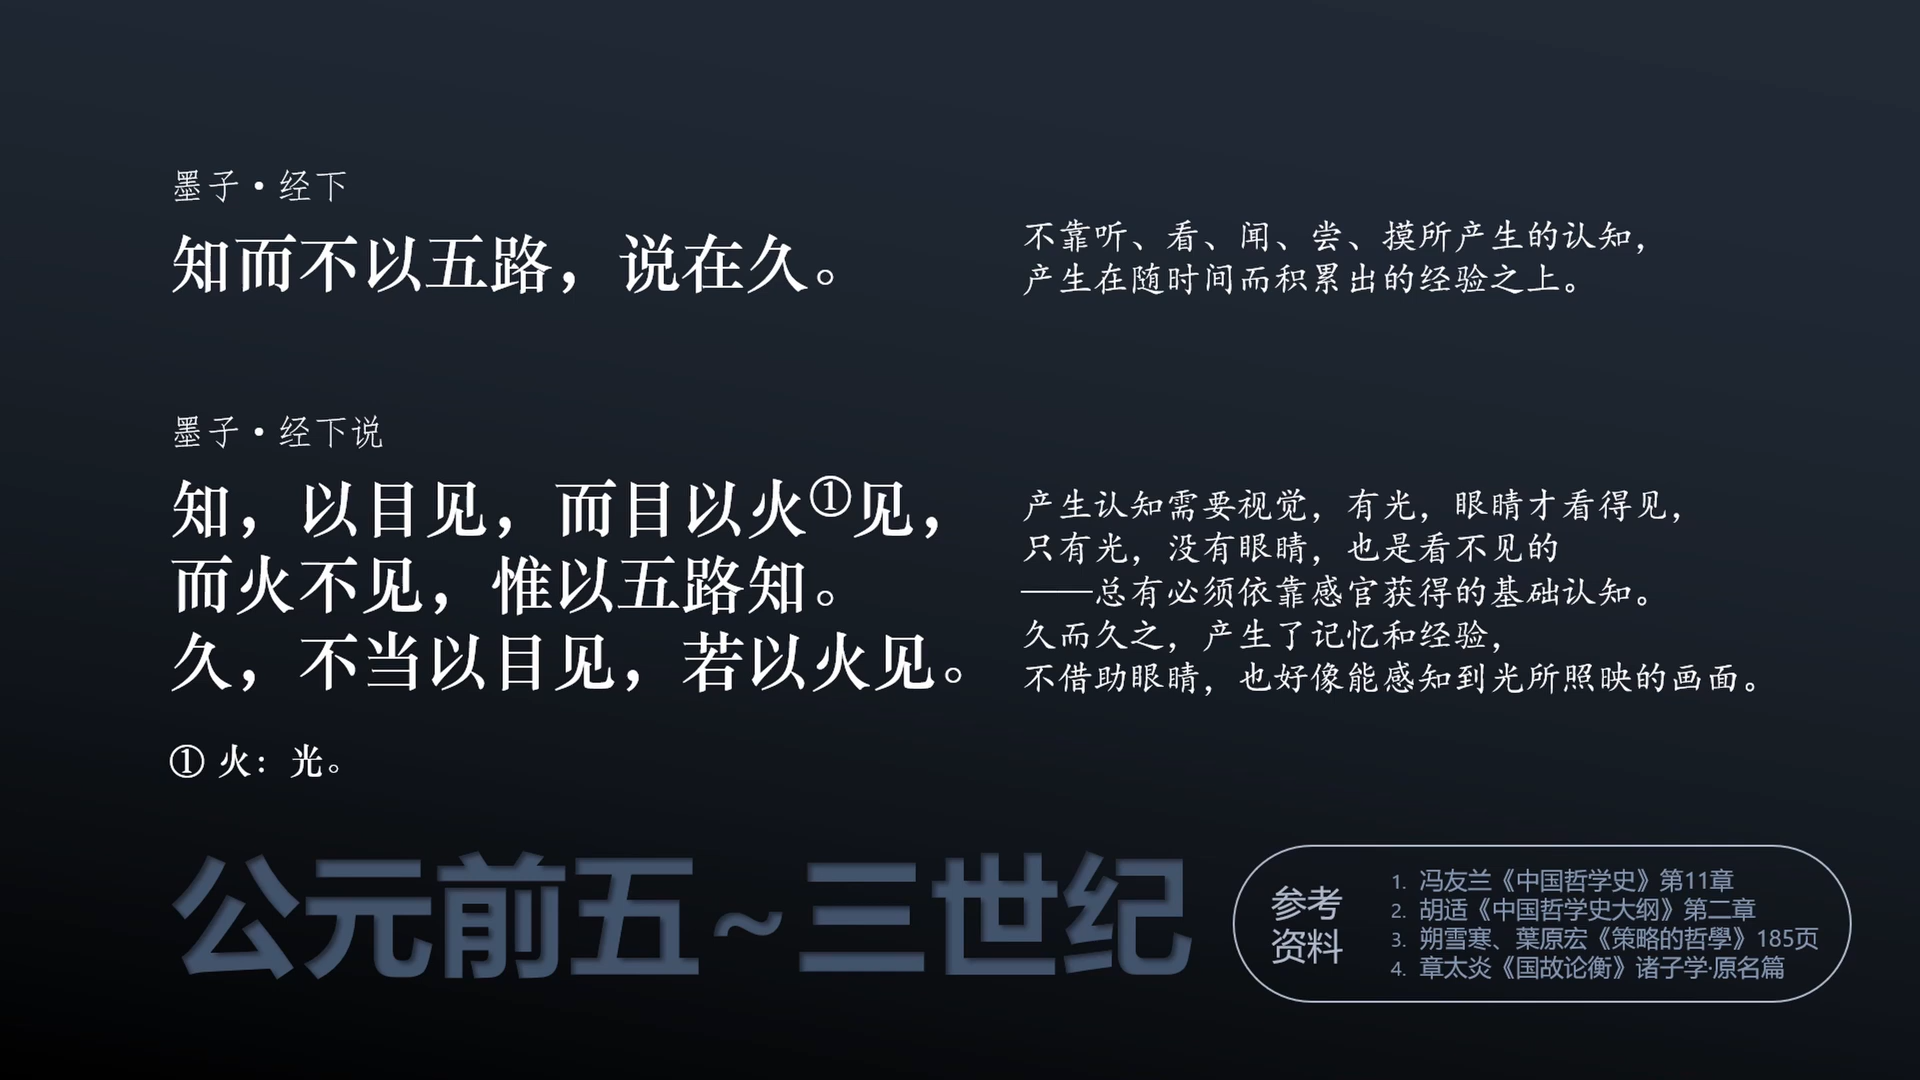 墨子·经下
知而不以五路，说在久。
不靠听、看、闻、尝、摸所产生的认知，
产生在随时间而积累出的经验之上。
墨子·经下说
知，以目见，而目以火①见，
而火不见，惟以五路知。
久，不当以目见，若以火见。
产生认知需要视觉，有光，眼睛才看得见，
只有光，没有眼睛，也是看不见的
——总有必须依靠感官获得的基础认知。
久而久之，产生了记忆和经验，
不借助眼睛，也好像能感知到光所照映的画面。
① 火：光。
公元前五~三世纪
参考
资料
1. 冯友兰《中国哲学史》第11章
2. 胡适《中国哲学史大纲》第二章
3. 朔雪寒、葉原宏《策略的哲學》185页
4. 章太炎《国故论衡》诸子学·原名篇